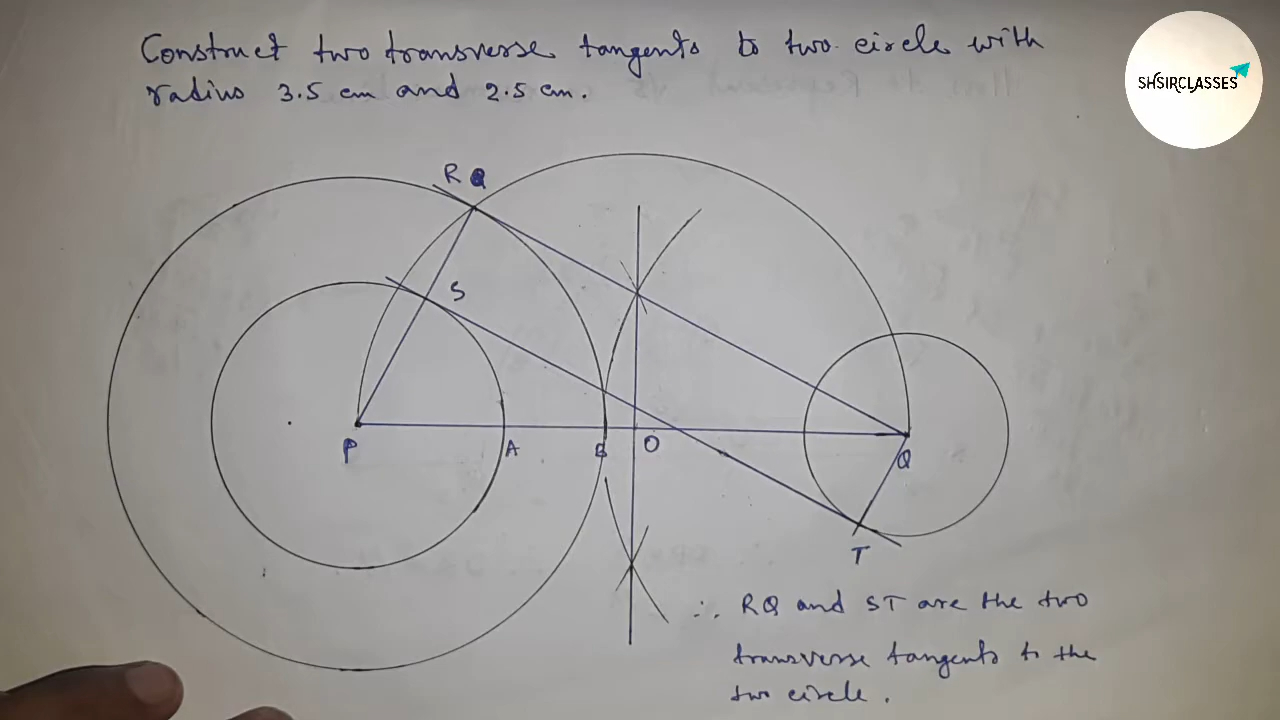 Construct two transverse tangents to two circle with
radius 3.5 cm and 2.5 cm.
SHSIRCLASSES
R
S
P
A
B
O
Q
T
∴ RQ and ST are the two
transverse tangents to the
two circle.